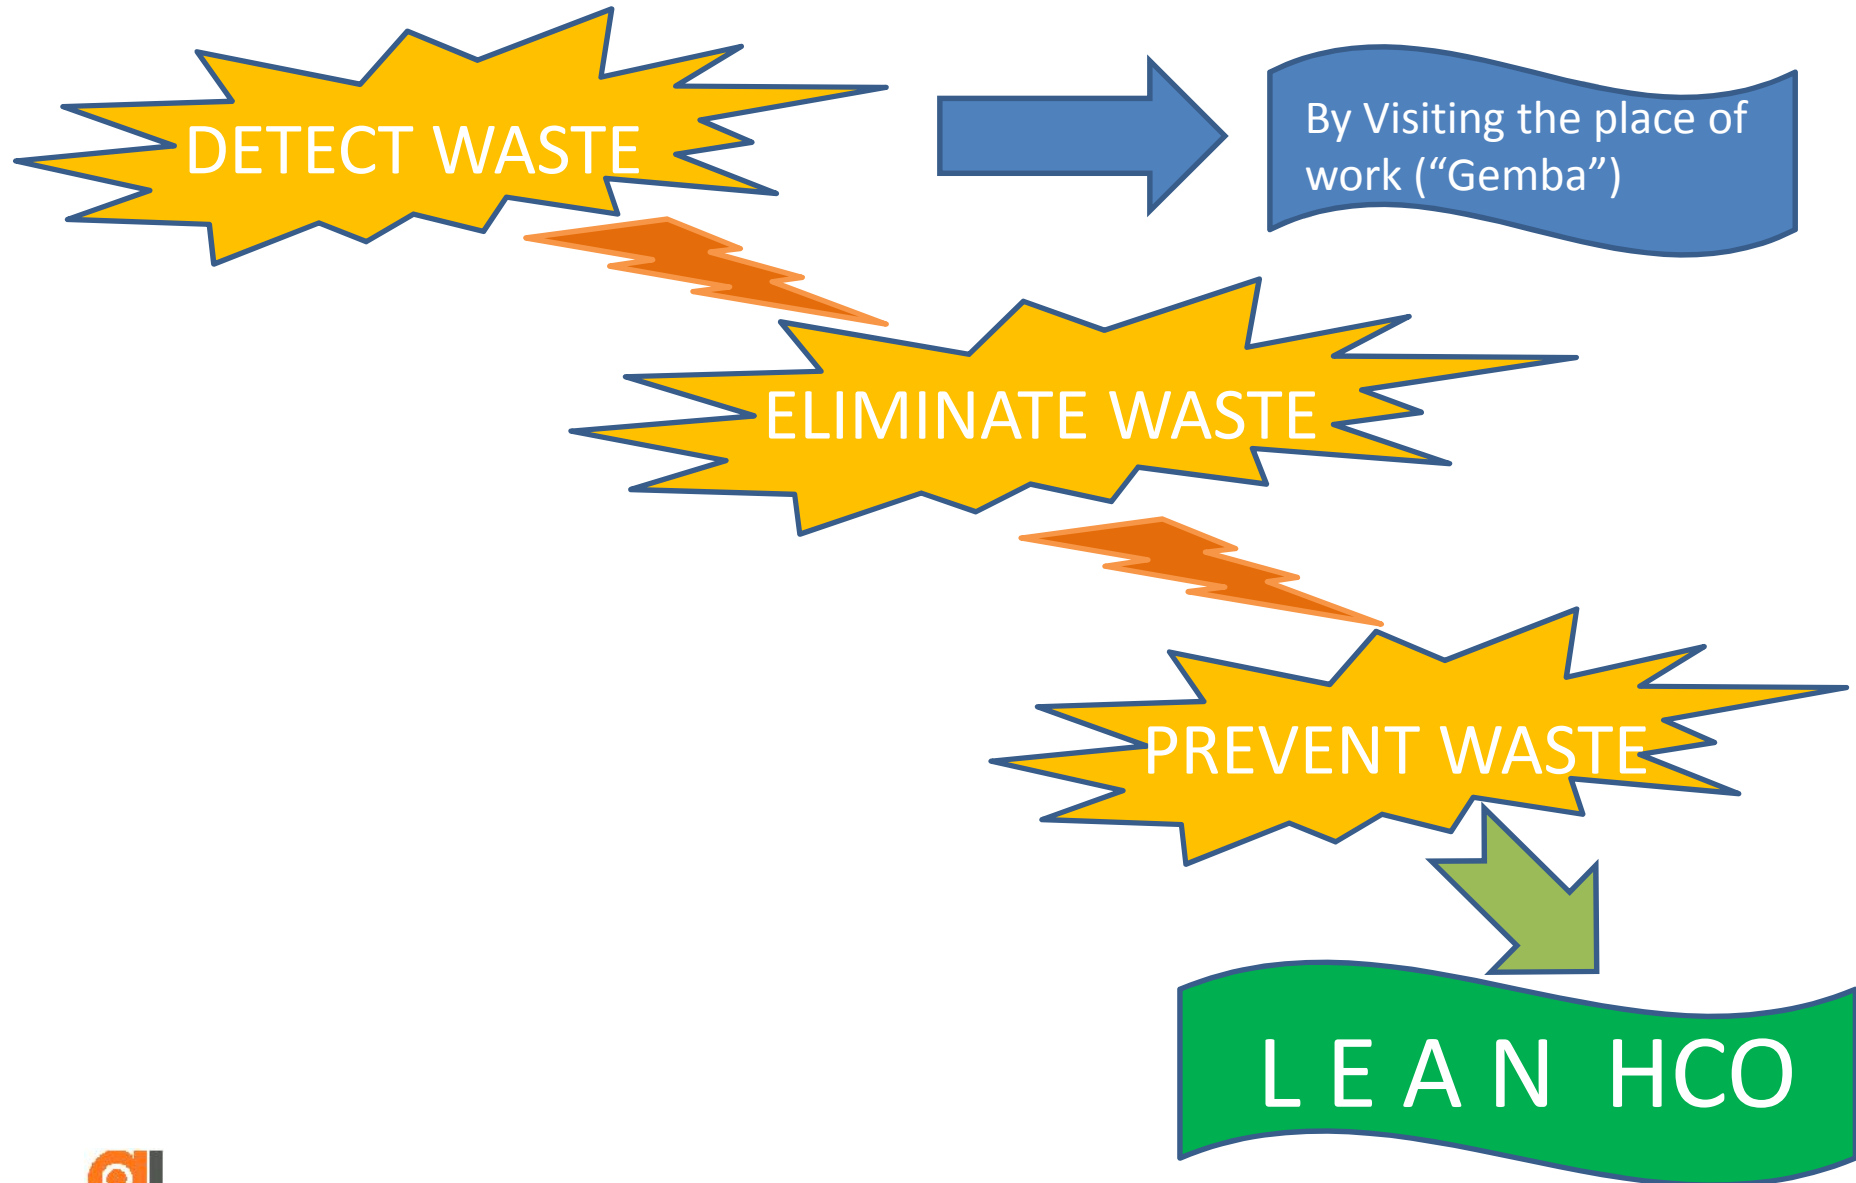 DETECT WASTE
By Visiting the place of
work (“Gemba”)
ELIMINATE WASTE
PREVENT WASTE
L E A N HCO